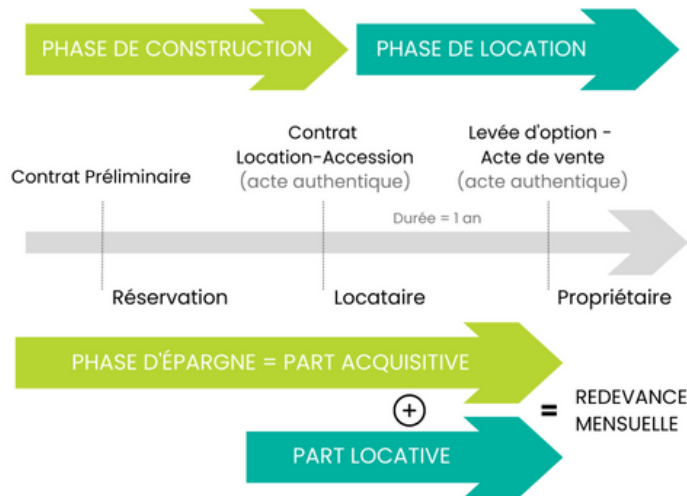 PHASE DE CONSTRUCTION
PHASE DE LOCATION
Contrat Préliminaire
Contrat
Location-Accession
(acte authentique)
Levée d'option -
Acte de vente
(acte authentique)
Durée = 1 an
Réservation
Locataire
Propriétaire
PHASE D'ÉPARGNE = PART ACQUISITIVE
+
= REDEVANCE
MENSUELLE
PART LOCATIVE